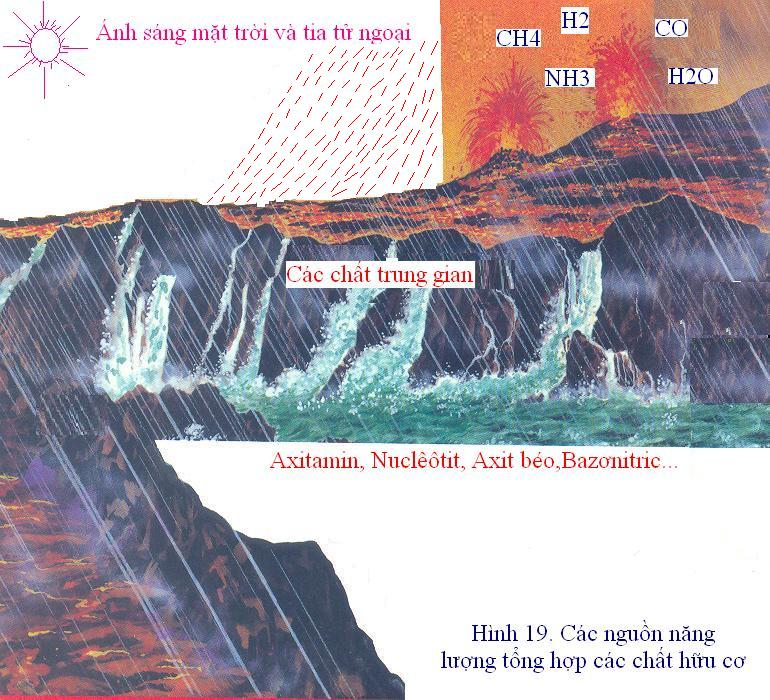 Ánh sáng mặt trời và tia tử ngoại
H2
CH4
CO
NH3
H2O
Các chất trung gian
Axitamin, Nuclêôtit, Axit béo,Bazơnitric...
Hình 19. Các nguồn năng
lượng tổng hợp các chất hữu cơ